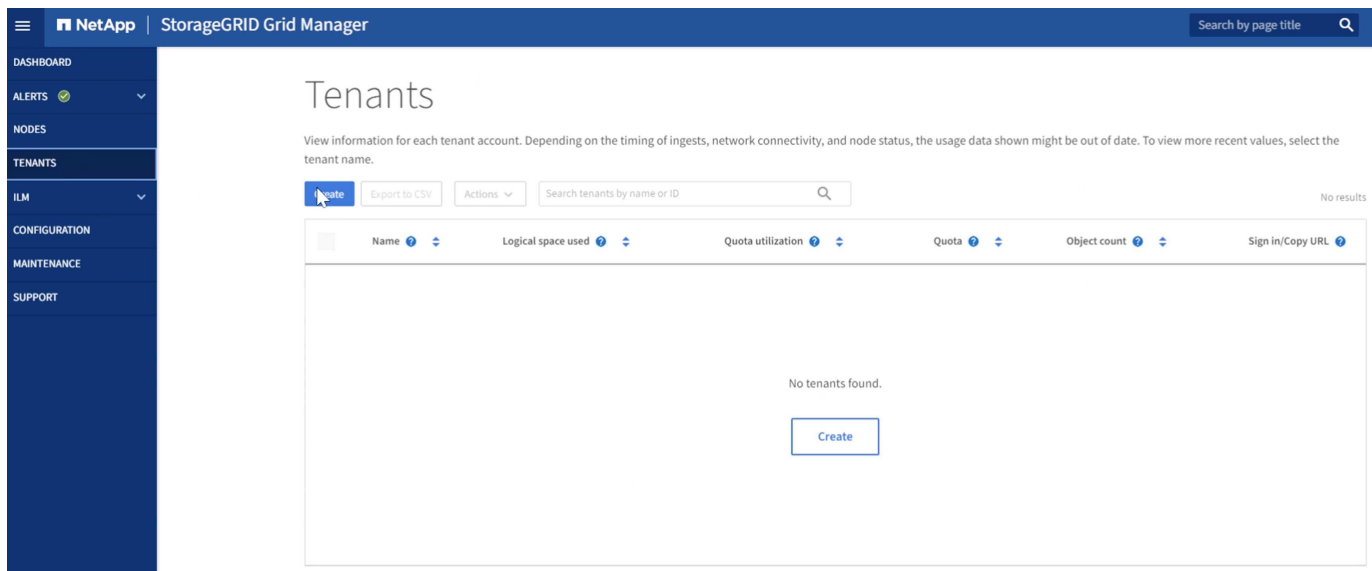 NetApp | StorageGRID Grid Manager
Search by page title
DASHBOARD
ALERTS
NODES
TENANTS
ILM
CONFIGURATION
MAINTENANCE
SUPPORT
Tenants
View information for each tenant account. Depending on the timing of ingests, network connectivity, and node status, the usage data shown might be out of date. To view more recent values, select the
tenant name.
Create Export to CSV Actions Search tenants by name or ID
No results
Name Logical space used Quota utilization Quota Object count Sign in/Copy URL
No tenants found.
Create